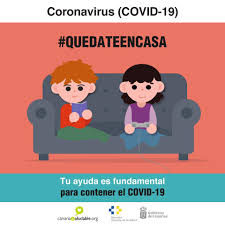 Coronavirus (COVID-19)
#QUEDATEENCASA
Tu ayuda es fundamental
para contener el COVID-19